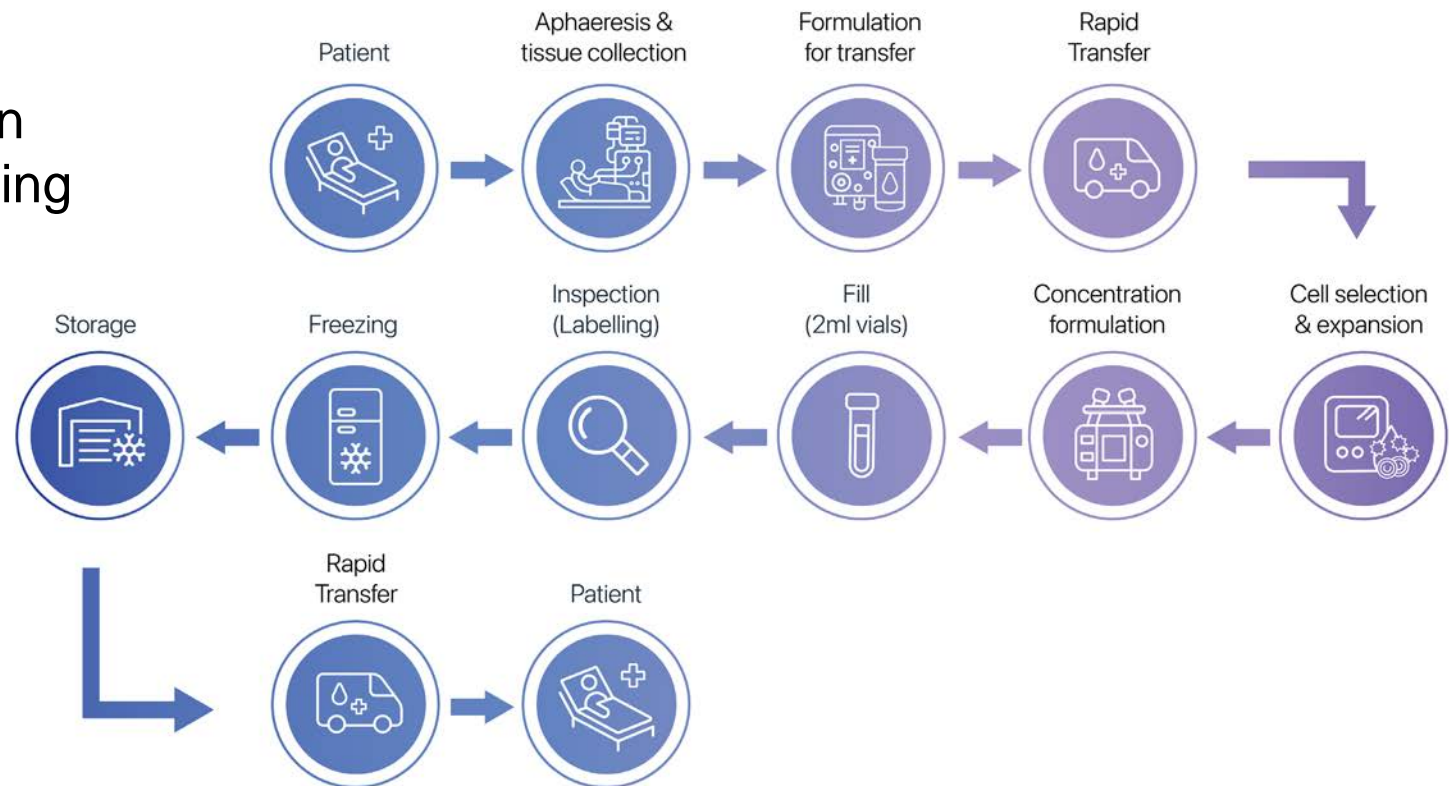 Patient
Aphaeresis &
tissue collection
Formulation
for transfer
Rapid
Transfer
Storage
Freezing
Inspection
(Labelling)
Fill
(2ml vials)
Concentration
formulation
Cell selection
& expansion
Rapid
Transfer
Patient